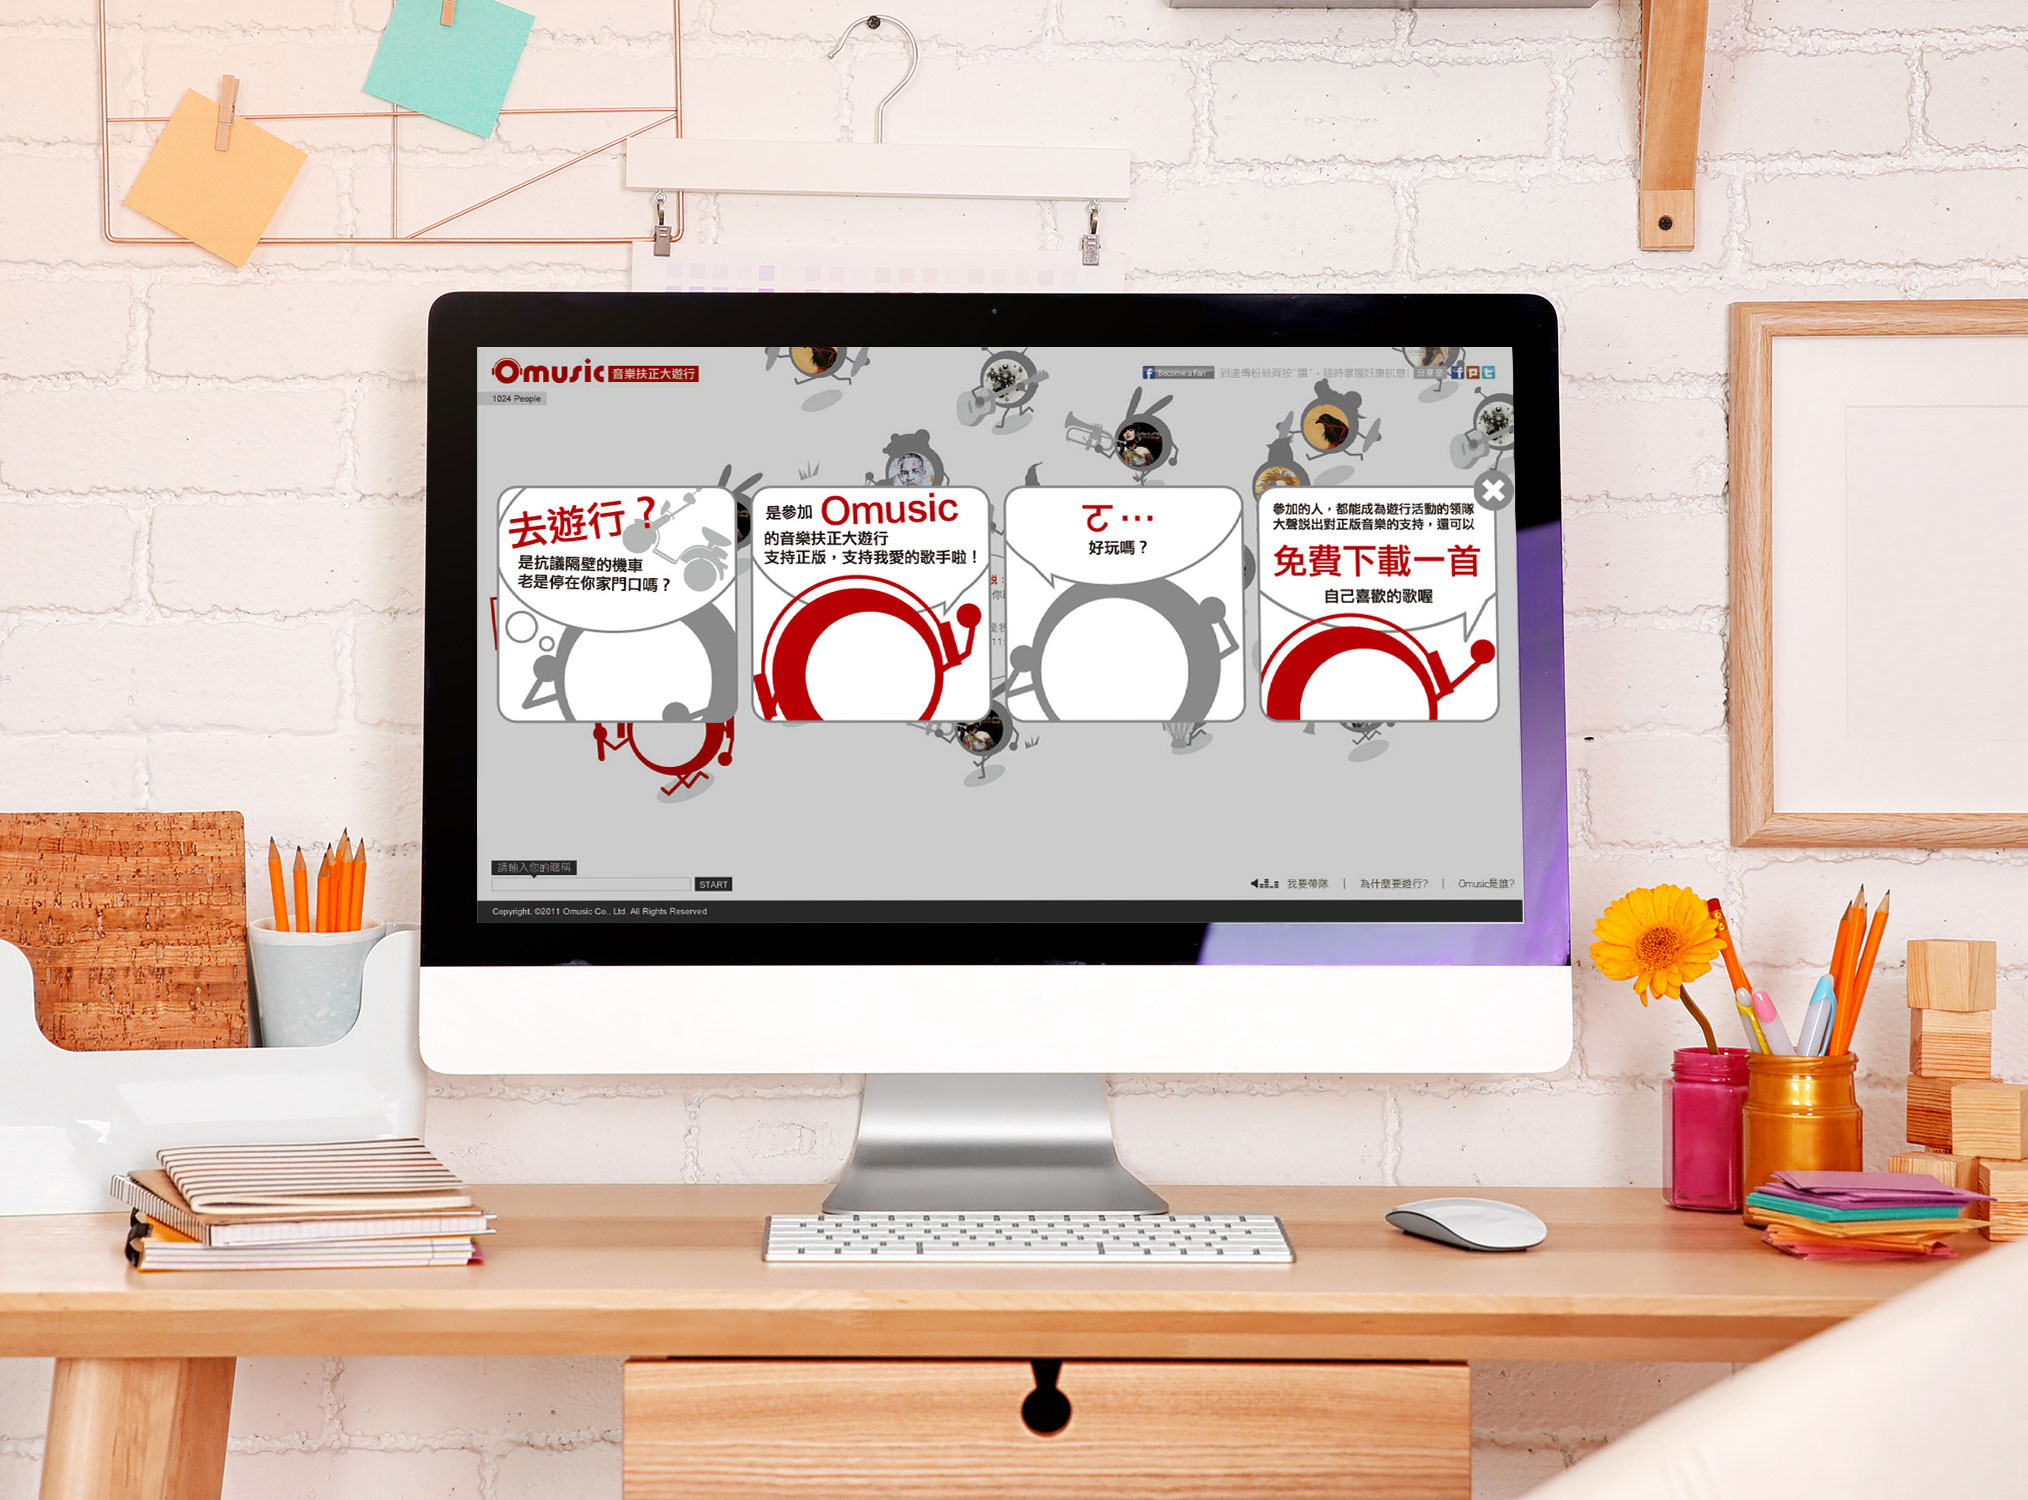 Omusic 音樂扶正大遊行
1024 People
Become a Fan 到遠傳粉絲頁按"讚"，隨時掌握好康訊息! 分享至
去遊行？
是抗議隔壁的機車
老是停在你家門口嗎？
是參加 Omusic
的音樂扶正大遊行
支持正版，支持我愛的歌手啦！
ㄛ…
好玩嗎？
參加的人，都能成為遊行活動的領隊
大聲説出對正版音樂的支持，還可以
免費下載一首
自己喜歡的歌喔
請輸入您的暱稱
START
我要帶隊 | 為什麼要遊行? | Omusic是誰?
Copyright. ©2011 Omusic Co., Ltd. All Rights Reserved